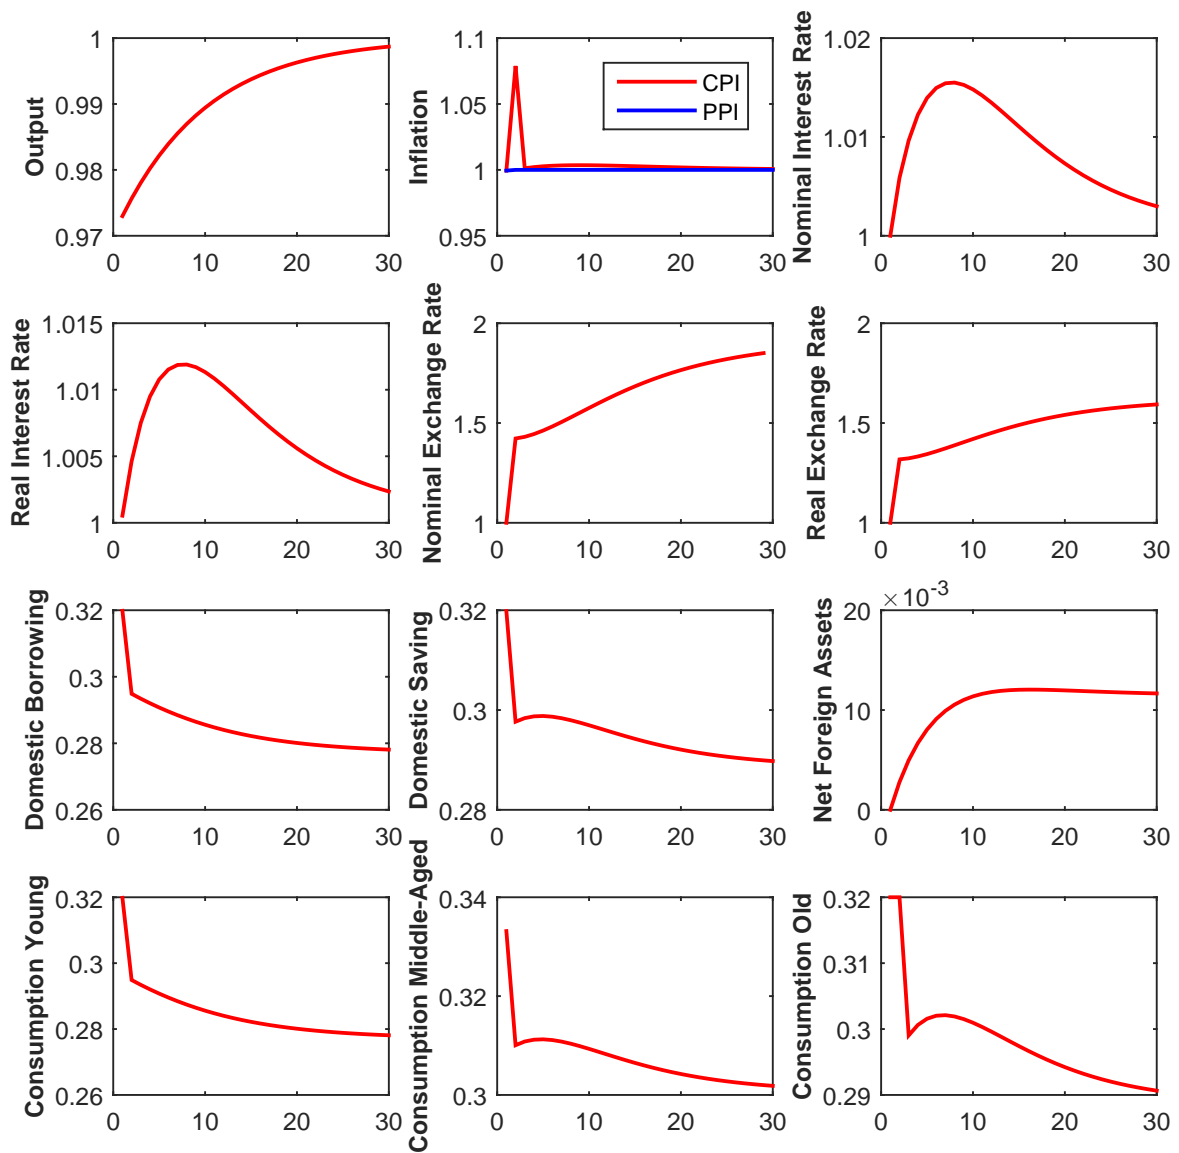 Output
1
0.99
0.98
0.97
0 10 20 30
Inflation
1.1
1.05
1
0.95
CPI
PPI
0 10 20 30
Nominal Interest Rate
1.02
1.01
1
0 10 20 30
Real Interest Rate
1.015
1.01
1.005
1
0 10 20 30
Nominal Exchange Rate
2
1.5
1
0 10 20 30
Real Exchange Rate
2
1.5
1
0 10 20 30
Domestic Borrowing
0.32
0.3
0.28
0.26
0 10 20 30
Domestic Saving
0.32
0.3
0.28
0 10 20 30
Net Foreign Assets
×10-3
20
10
0
0 10 20 30
Consumption Young
0.32
0.3
0.28
0.26
0 10 20 30
Consumption Middle-Aged
0.34
0.32
0.3
0 10 20 30
Consumption Old
0.32
0.31
0.3
0.29
0 10 20 30